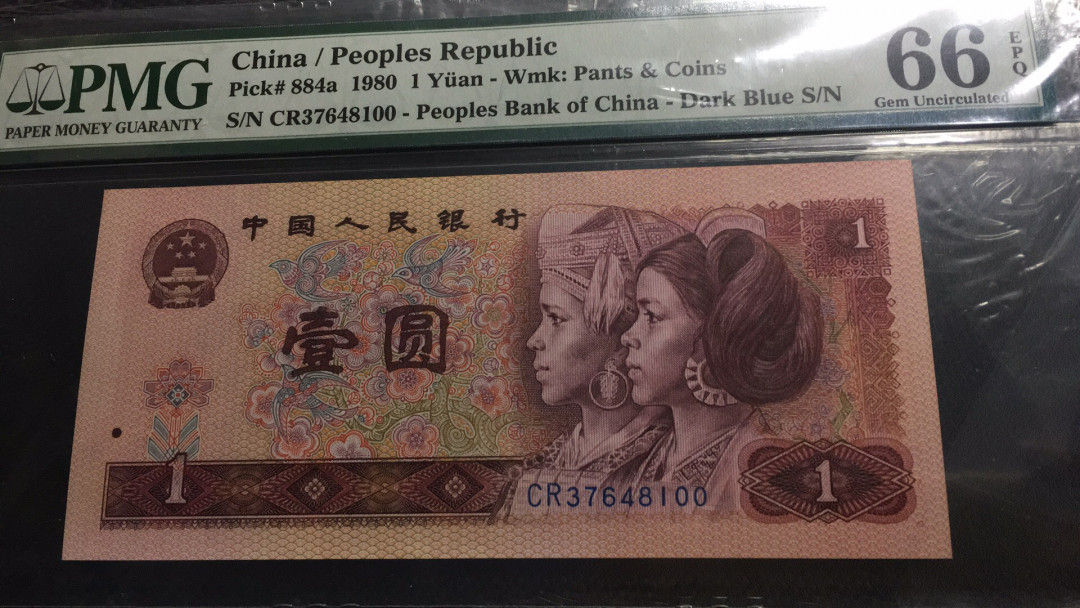 China / Peoples Republic
66 EPQ
PMG
Pick# 884a 1980 1 Yüan - Wmk: Pants & Coins
PAPER MONEY GUARANTY
S/N CR37648100 - Peoples Bank of China - Dark Blue S/N
Gem Uncirculated
中国人民银行
1
壹圆
1
CR37648100
1